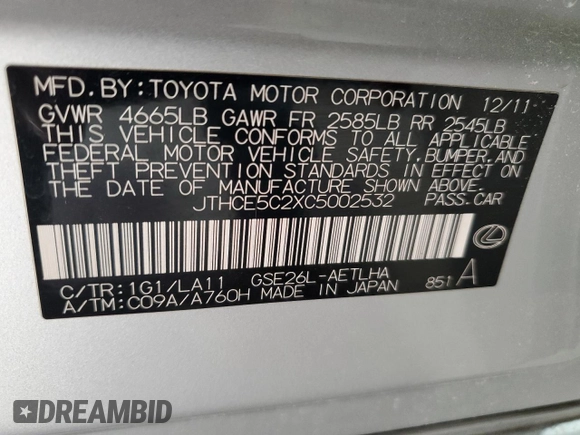 MFD. BY: TOYOTA MOTOR CORPORATION 12/11
GVWR 4665LB GAWR FR 2585LB RR 2545LB
THIS VEHICLE CONFORMS TO ALL APPLICABLE
FEDERAL MOTOR VEHICLE SAFETY, BUMPER, AND
THEFT PREVENTION STANDARDS IN EFFECT ON
THE DATE OF MANUFACTURE SHOWN ABOVE.
JTHCE5C2XC5002532 PASS. CAR
C/TR: 1G1/LA11 GSE26L-AETLHA
A/TM: C09A/A760H MADE IN JAPAN 851 A
DREAMBID